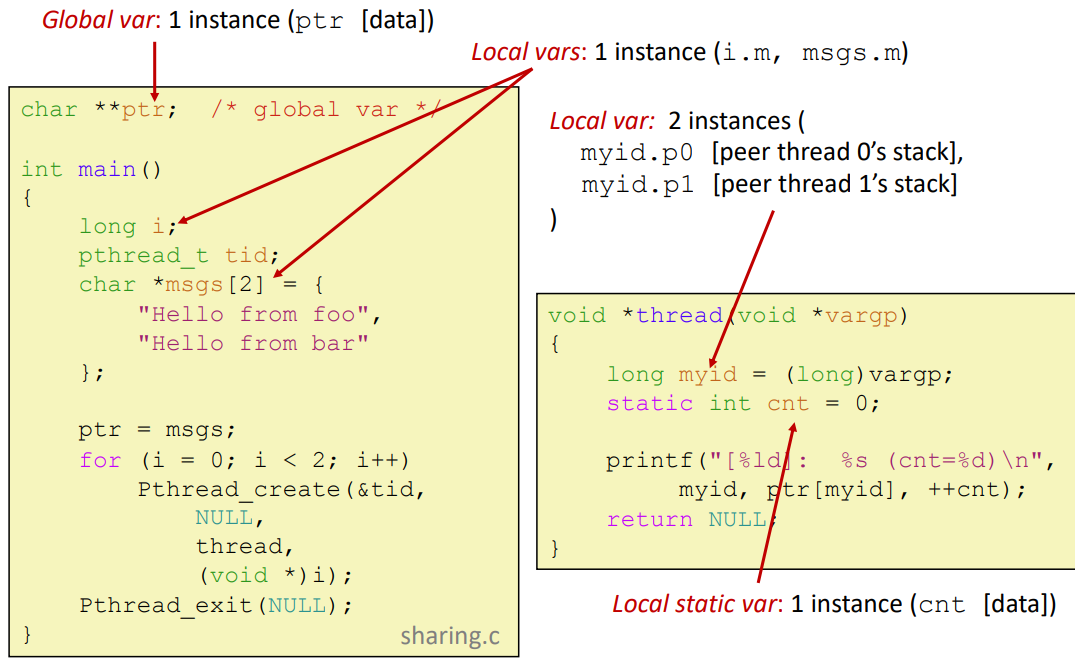 Global var: 1 instance (ptr [data])
Local vars: 1 instance (i.m, msgs.m)
char **ptr;  /* global var */
int main()
{
    long i;
    pthread_t tid;
    char *msgs[2] = {
        "Hello from foo",
        "Hello from bar"
    };
    ptr = msgs;
    for (i = 0; i < 2; i++)
        Pthread_create(&tid,
            NULL,
            thread,
            (void *)i);
    Pthread_exit(NULL);
}
sharing.c
Local var:  2 instances (
myid.p0 [peer thread 0’s stack],
myid.p1 [peer thread 1’s stack]
)
void *thread(void *vargp)
{
    long myid = (long)vargp;
    static int cnt = 0;
    printf("[%ld]:  %s (cnt=%d)\n",
         myid, ptr[myid], ++cnt);
    return NULL;
}
Local static var: 1 instance (cnt [data])